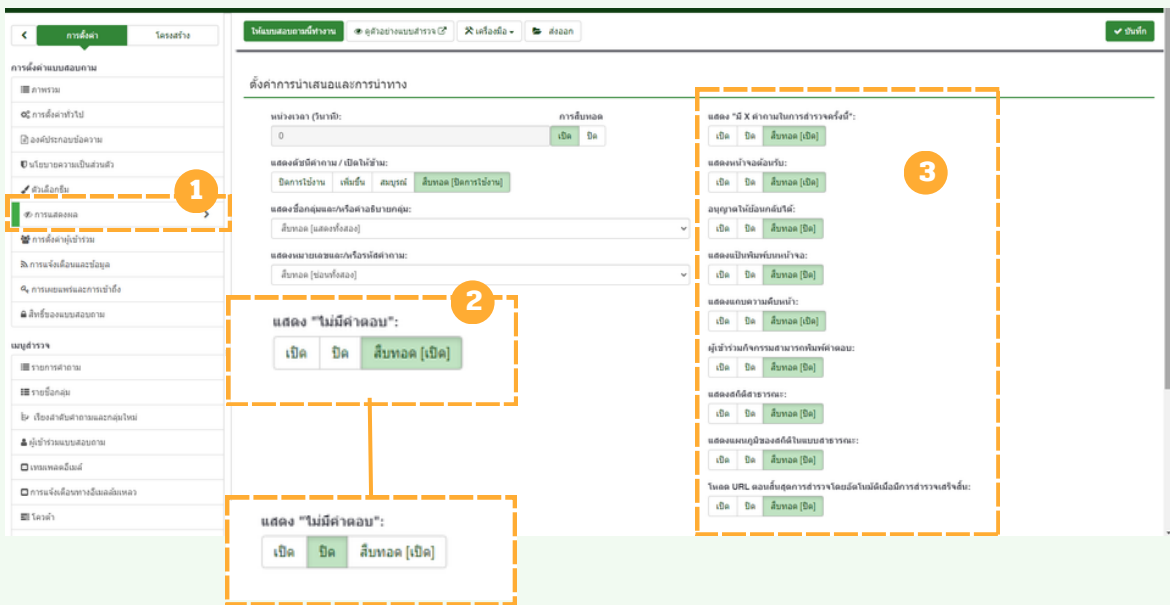 การตั้งค่า
โครงสร้าง
การตั้งค่าแบบสอบถาม
ภาพรวม
การตั้งค่าทั่วไป
องค์ประกอบข้อความ
นโยบายความเป็นส่วนตัว
ตัวเลือกธีม
1
การแสดงผล
การตั้งค่าผู้เข้าร่วม
การแจ้งเตือนและข้อมูล
การเผยแพร่และการเข้าถึง
สิทธิ์ของแบบสอบถาม
เมนูสำรวจ
รายการคำถาม
รายชื่อกลุ่ม
เรียงลำดับคำถามและกลุ่มใหม่
ผู้เข้าร่วมแบบสอบถาม
เทมเพลตอีเมล์
การแจ้งเตือนทางอีเมลล้มเหลว
โควต้า
ให้แบบสอบถามนี้ทำงาน
ดูตัวอย่างแบบสำรวจ
เครื่องมือ
ส่งออก
บันทึก
ตั้งค่าการนำเสนอและการนำทาง
หน่วงเวลา (วินาที):
การสืบทอด
0
เปิด ปิด
แสดงดัชนีคำถาม / เปิดให้ข้าม:
ปิดการใช้งาน เพิ่มขึ้น สมบูรณ์ สืบทอด [ปิดการใช้งาน]
แสดงชื่อกลุ่มและ/หรือคำอธิบายกลุ่ม:
สืบทอด [แสดงทั้งสอง]
แสดงหมายเลขและ/หรือรหัสคำถาม:
สืบทอด [ซ่อนทั้งสอง]
2
แสดง "ไม่มีคำตอบ":
เปิด ปิด สืบทอด [เปิด]
แสดง "ไม่มีคำตอบ":
เปิด ปิด สืบทอด [เปิด]
3
แสดง "มี X คำถามในการสำรวจครั้งนี้":
เปิด ปิด สืบทอด [เปิด]
แสดงหน้าจอต้อนรับ:
เปิด ปิด สืบทอด [เปิด]
อนุญาตให้ย้อนกลับได้:
เปิด ปิด สืบทอด [ปิด]
แสดงแป้นพิมพ์บนหน้าจอ:
เปิด ปิด สืบทอด [ปิด]
แสดงแถบความคืบหน้า:
เปิด ปิด สืบทอด [เปิด]
ผู้เข้าร่วมกิจกรรมสามารถพิมพ์คำตอบ:
เปิด ปิด สืบทอด [ปิด]
แสดงสถิติสาธารณะ:
เปิด ปิด สืบทอด [ปิด]
แสดงแผนภูมิของสถิติในแบบสาธารณะ:
เปิด ปิด สืบทอด [ปิด]
โหลด URL ตอนสิ้นสุดการสำรวจโดยอัตโนมัติเมื่อมีการสำรวจเสร็จสิ้น:
เปิด ปิด สืบทอด [ปิด]